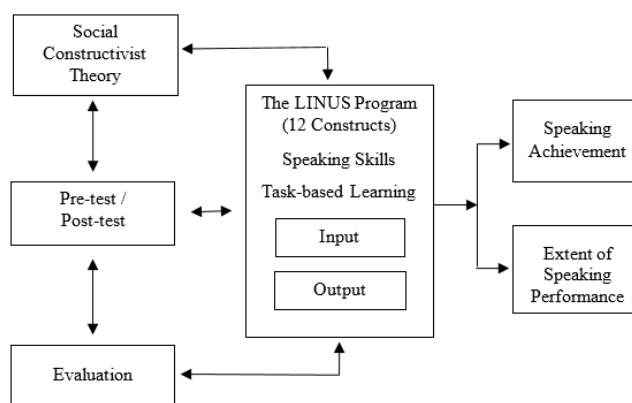 Social
Constructivist
Theory
Pre-test /
Post-test
Evaluation
The LINUS Program
(12 Constructs)
Speaking Skills
Task-based Learning
Input
Output
Speaking
Achievement
Extent of
Speaking
Performance